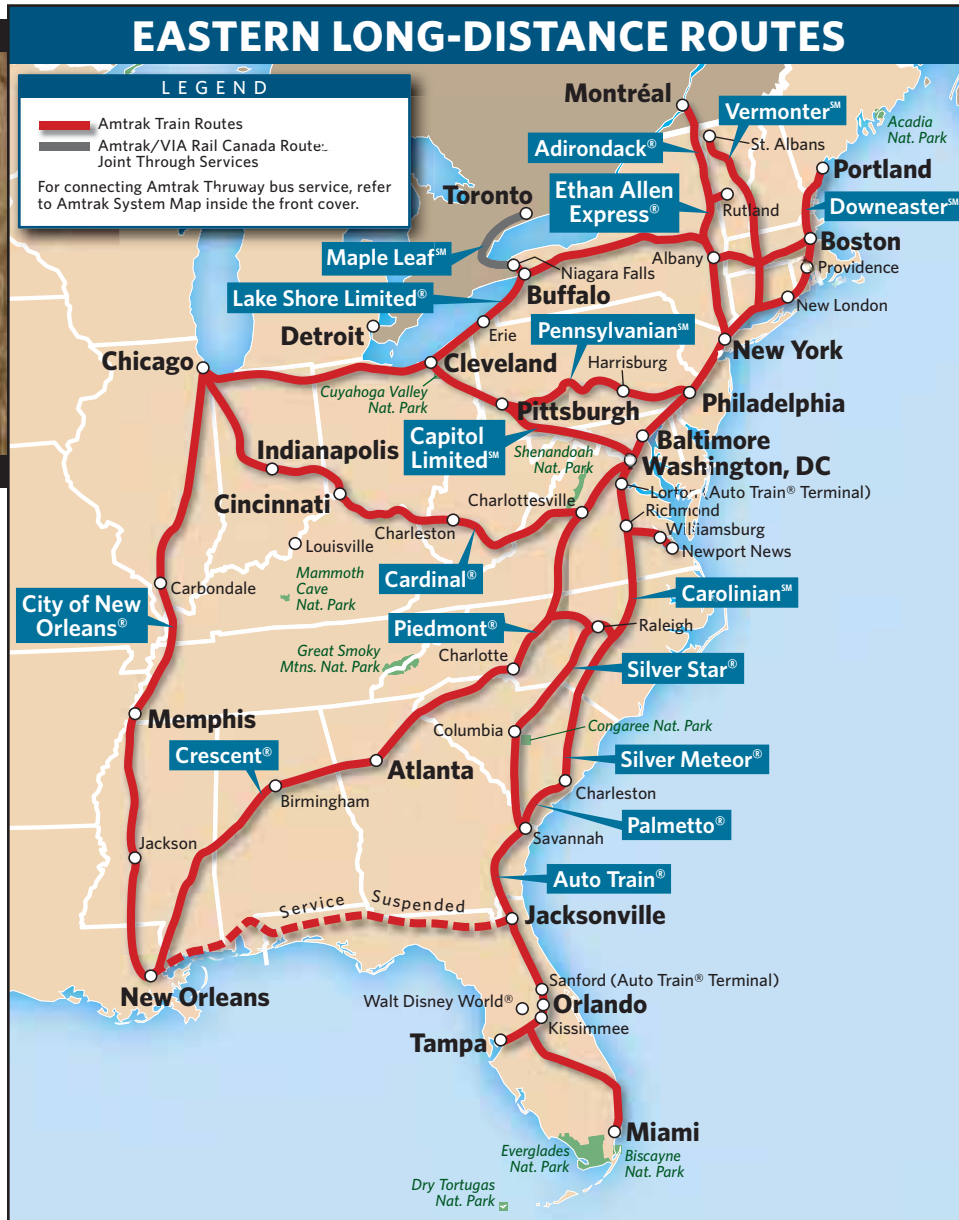 EASTERN LONG-DISTANCE ROUTES
LEGEND
Amtrak Train Routes
Amtrak/VIA Rail Canada Route
Joint Through Services
For connecting Amtrak Thruway bus service, refer
to Amtrak System Map inside the front cover.
Montréal
Vermonter℠
Acadia
Nat. Park
St. Albans
Adirondack®
Portland
Toronto
Ethan Allen
Express®
Rutland
Downeaster℠
Boston
Maple Leaf℠
Albany
Providence
Niagara Falls
Buffalo
Lake Shore Limited®
New London
Detroit
Erie
Pennsylvanian℠
New York
Chicago
Cleveland
Harrisburg
Cuyahoga Valley
Nat. Park
Pittsburgh
Philadelphia
Capitol
Limited℠
Baltimore
Indianapolis
Shenandoah
Nat. Park
Washington, DC
Cincinnati
Charlottesville
Lorton (Auto Train® Terminal)
Richmond
Charleston
Williamsburg
Louisville
Newport News
Mammoth
Cave
Nat. Park
Cardinal®
Carbondale
City of New
Orleans®
Carolinian℠
Piedmont®
Raleigh
Great Smoky
Mtns. Nat. Park
Charlotte
Silver Star®
Memphis
Columbia
Congaree Nat. Park
Crescent®
Atlanta
Silver Meteor®
Birmingham
Charleston
Palmetto®
Jackson
Savannah
Auto Train®
Service Suspended
Jacksonville
New Orleans
Sanford (Auto Train® Terminal)
Walt Disney World®
Orlando
Kissimmee
Tampa
Miami
Everglades
Nat. Park
Biscayne
Nat. Park
Dry Tortugas
Nat. Park